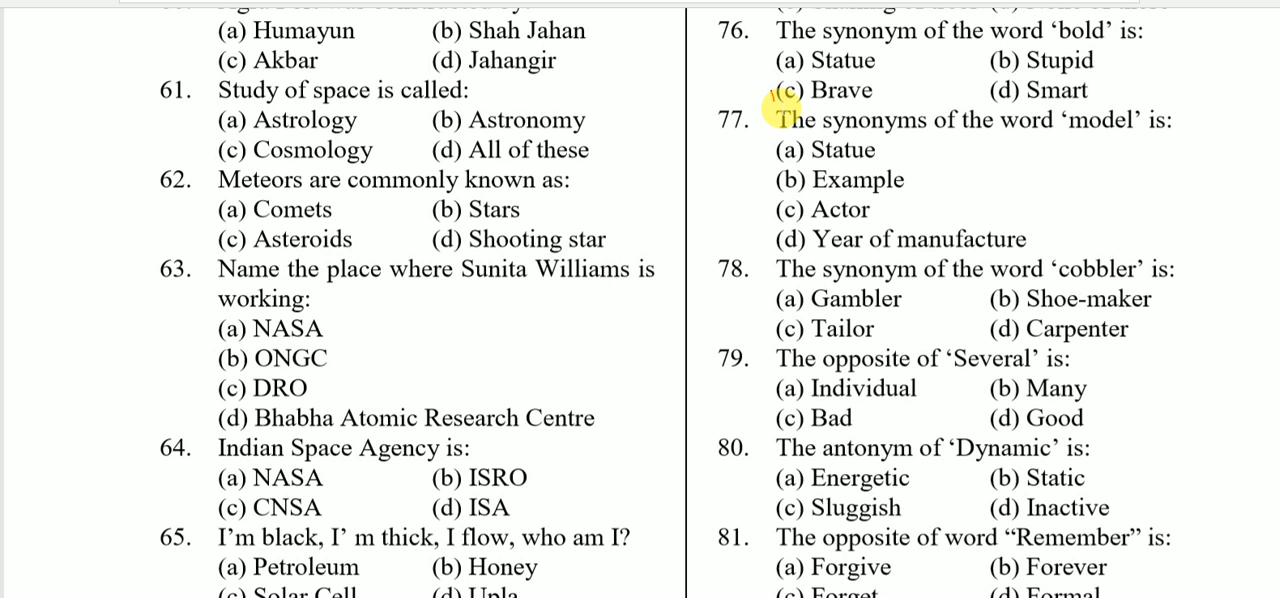 (a) Humayun (b) Shah Jahan
(c) Akbar (d) Jahangir
61. Study of space is called:
(a) Astrology (b) Astronomy
(c) Cosmology (d) All of these
62. Meteors are commonly known as:
(a) Comets (b) Stars
(c) Asteroids (d) Shooting star
63. Name the place where Sunita Williams is
working:
(a) NASA
(b) ONGC
(c) DRO
(d) Bhabha Atomic Research Centre
64. Indian Space Agency is:
(a) NASA (b) ISRO
(c) CNSA (d) ISA
65. I’m black, I’ m thick, I flow, who am I?
(a) Petroleum (b) Honey
(c) Solar Cell (d) Upla
76. The synonym of the word ‘bold’ is:
(a) Statue (b) Stupid
(c) Brave (d) Smart
77. The synonyms of the word ‘model’ is:
(a) Statue
(b) Example
(c) Actor
(d) Year of manufacture
78. The synonym of the word ‘cobbler’ is:
(a) Gambler (b) Shoe-maker
(c) Tailor (d) Carpenter
79. The opposite of ‘Several’ is:
(a) Individual (b) Many
(c) Bad (d) Good
80. The antonym of ‘Dynamic’ is:
(a) Energetic (b) Static
(c) Sluggish (d) Inactive
81. The opposite of word “Remember” is:
(a) Forgive (b) Forever
(c) Forget (d) Formal